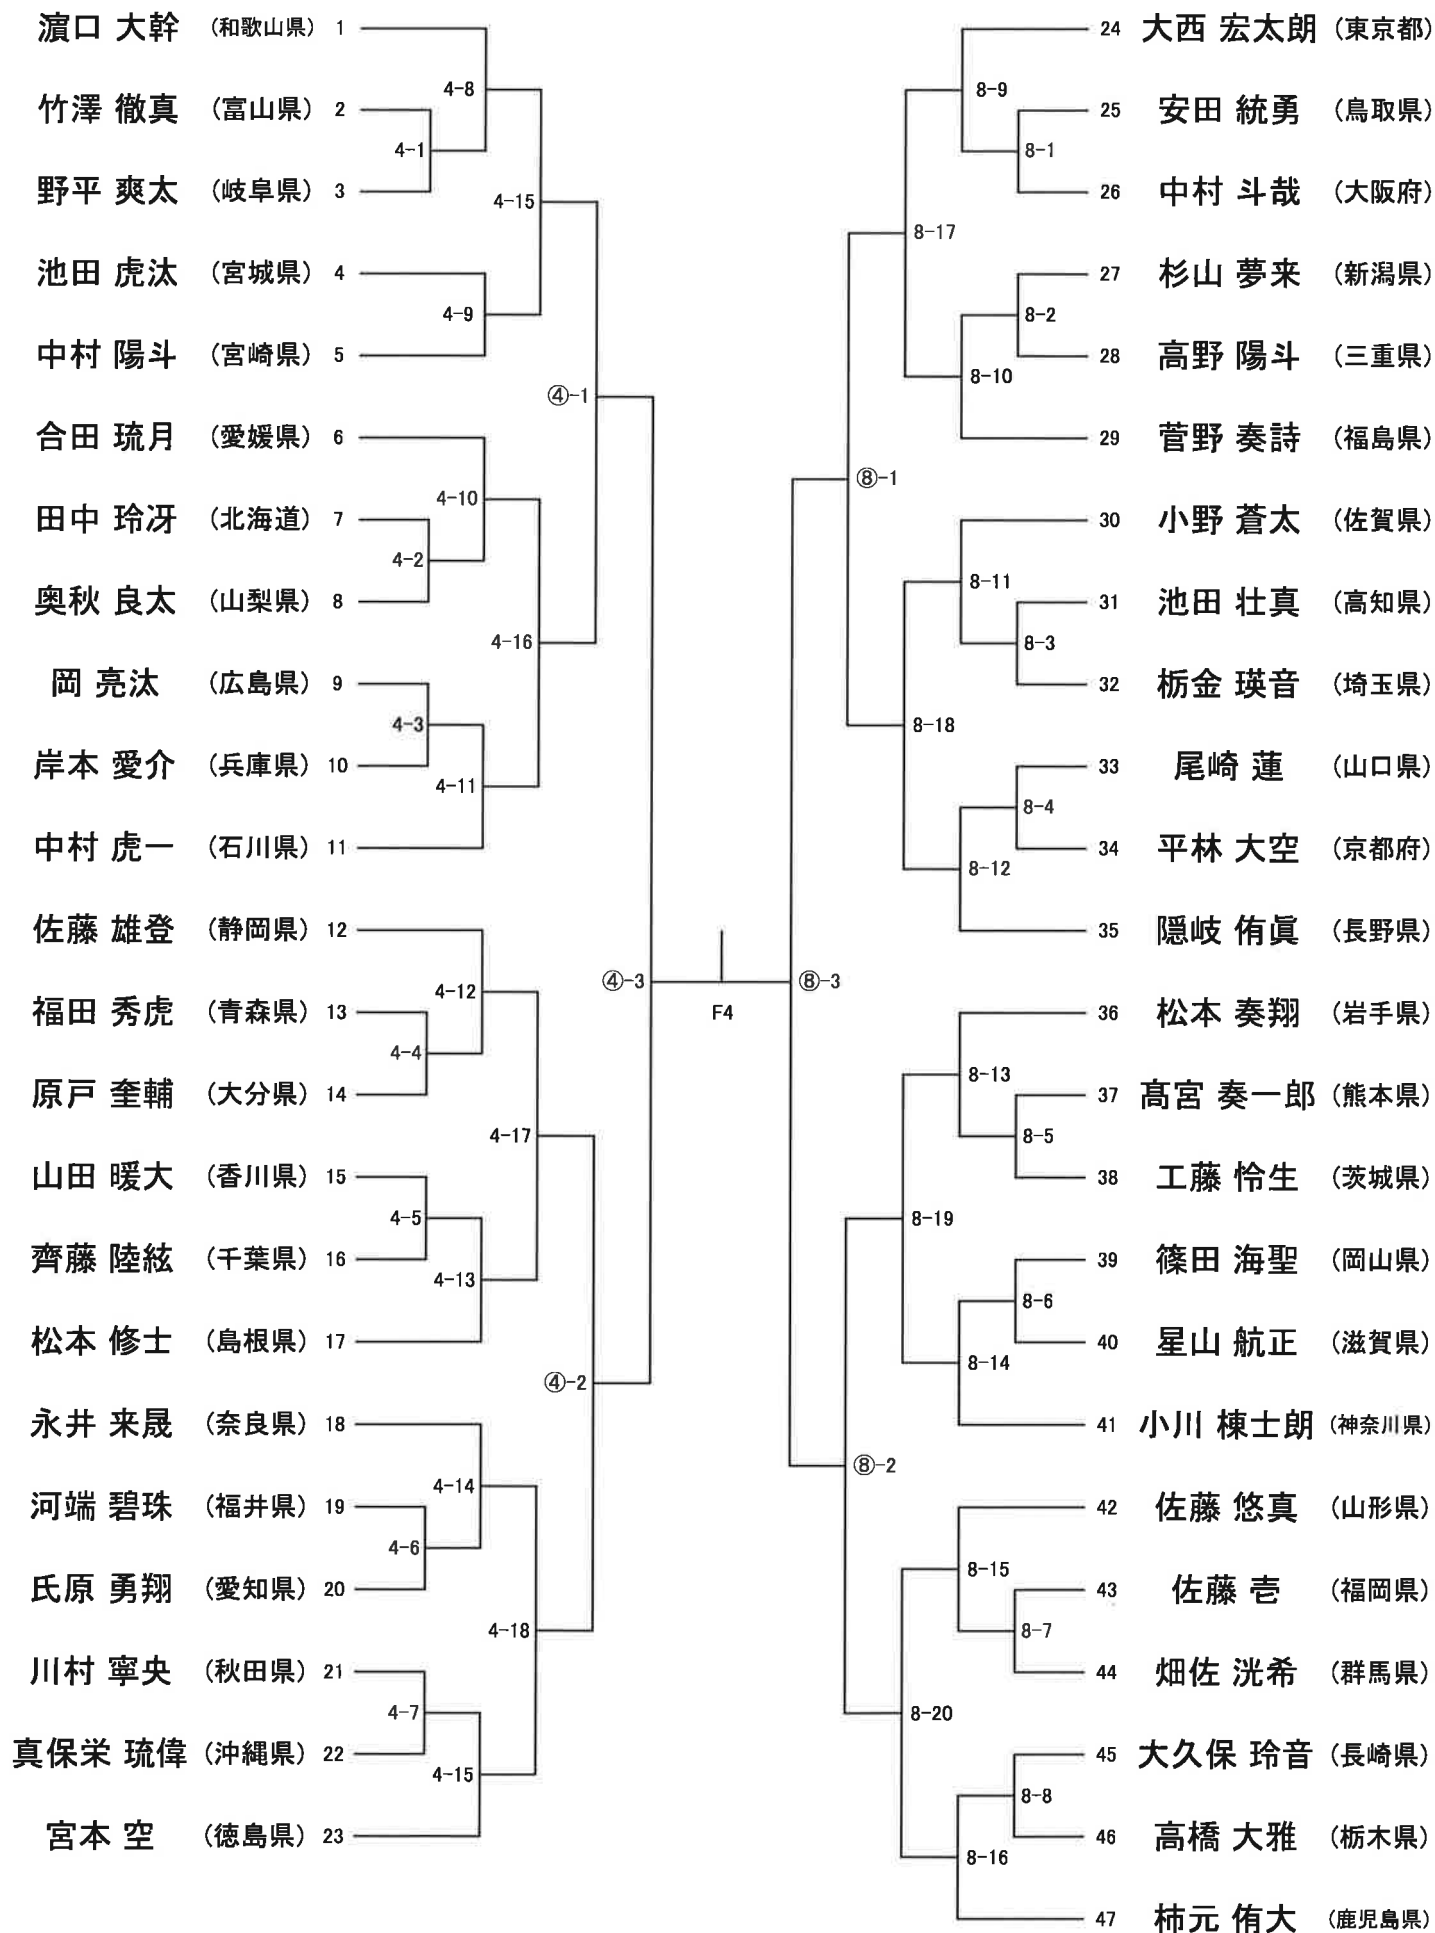 濵口 大幹 （和歌山県） 1
4-8
竹澤 徹真 （富山県） 2
4-1
野平 爽太 （岐阜県） 3
4-15
池田 虎汰 （宮城県） 4
4-9
中村 陽斗 （宮崎県） 5
④-1
合田 琉月 （愛媛県） 6
4-10
田中 玲冴 （北海道） 7
4-2
奥秋 良太 （山梨県） 8
4-16
岡 亮汰 （広島県） 9
4-3
岸本 愛介 （兵庫県） 10
4-11
中村 虎一 （石川県） 11
佐藤 雄登 （静岡県） 12
④-3
4-12
福田 秀虎 （青森県） 13
4-4
原戸 奎輔 （大分県） 14
4-17
山田 暖大 （香川県） 15
4-5
齊藤 陸絃 （千葉県） 16
4-13
松本 修士 （島根県） 17
④-2
永井 来晟 （奈良県） 18
4-14
河端 碧珠 （福井県） 19
4-6
氏原 勇翔 （愛知県） 20
4-18
川村 寧央 （秋田県） 21
4-7
真保栄 琉偉 （沖縄県） 22
4-15
宮本 空 （徳島県） 23
F4
24 大西 宏太朗 （東京都）
8-9
25 安田 統勇 （鳥取県）
8-1
26 中村 斗哉 （大阪府）
8-17
27 杉山 夢来 （新潟県）
8-2
28 高野 陽斗 （三重県）
8-10
29 菅野 奏詩 （福島県）
⑧-1
30 小野 蒼太 （佐賀県）
8-11
31 池田 壮真 （高知県）
8-3
32 栃金 瑛音 （埼玉県）
8-18
33 尾崎 蓮 （山口県）
8-4
34 平林 大空 （京都府）
8-12
35 隠岐 侑眞 （長野県）
⑧-3
36 松本 奏翔 （岩手県）
8-13
37 髙宮 奏一郎 （熊本県）
8-5
38 工藤 怜生 （茨城県）
8-19
39 篠田 海聖 （岡山県）
8-6
40 星山 航正 （滋賀県）
8-14
41 小川 棟士朗 （神奈川県）
⑧-2
42 佐藤 悠真 （山形県）
8-15
43 佐藤 壱 （福岡県）
8-7
44 畑佐 洸希 （群馬県）
8-20
45 大久保 玲音 （長崎県）
8-8
46 高橋 大雅 （栃木県）
8-16
47 柿元 侑大 （鹿児島県）